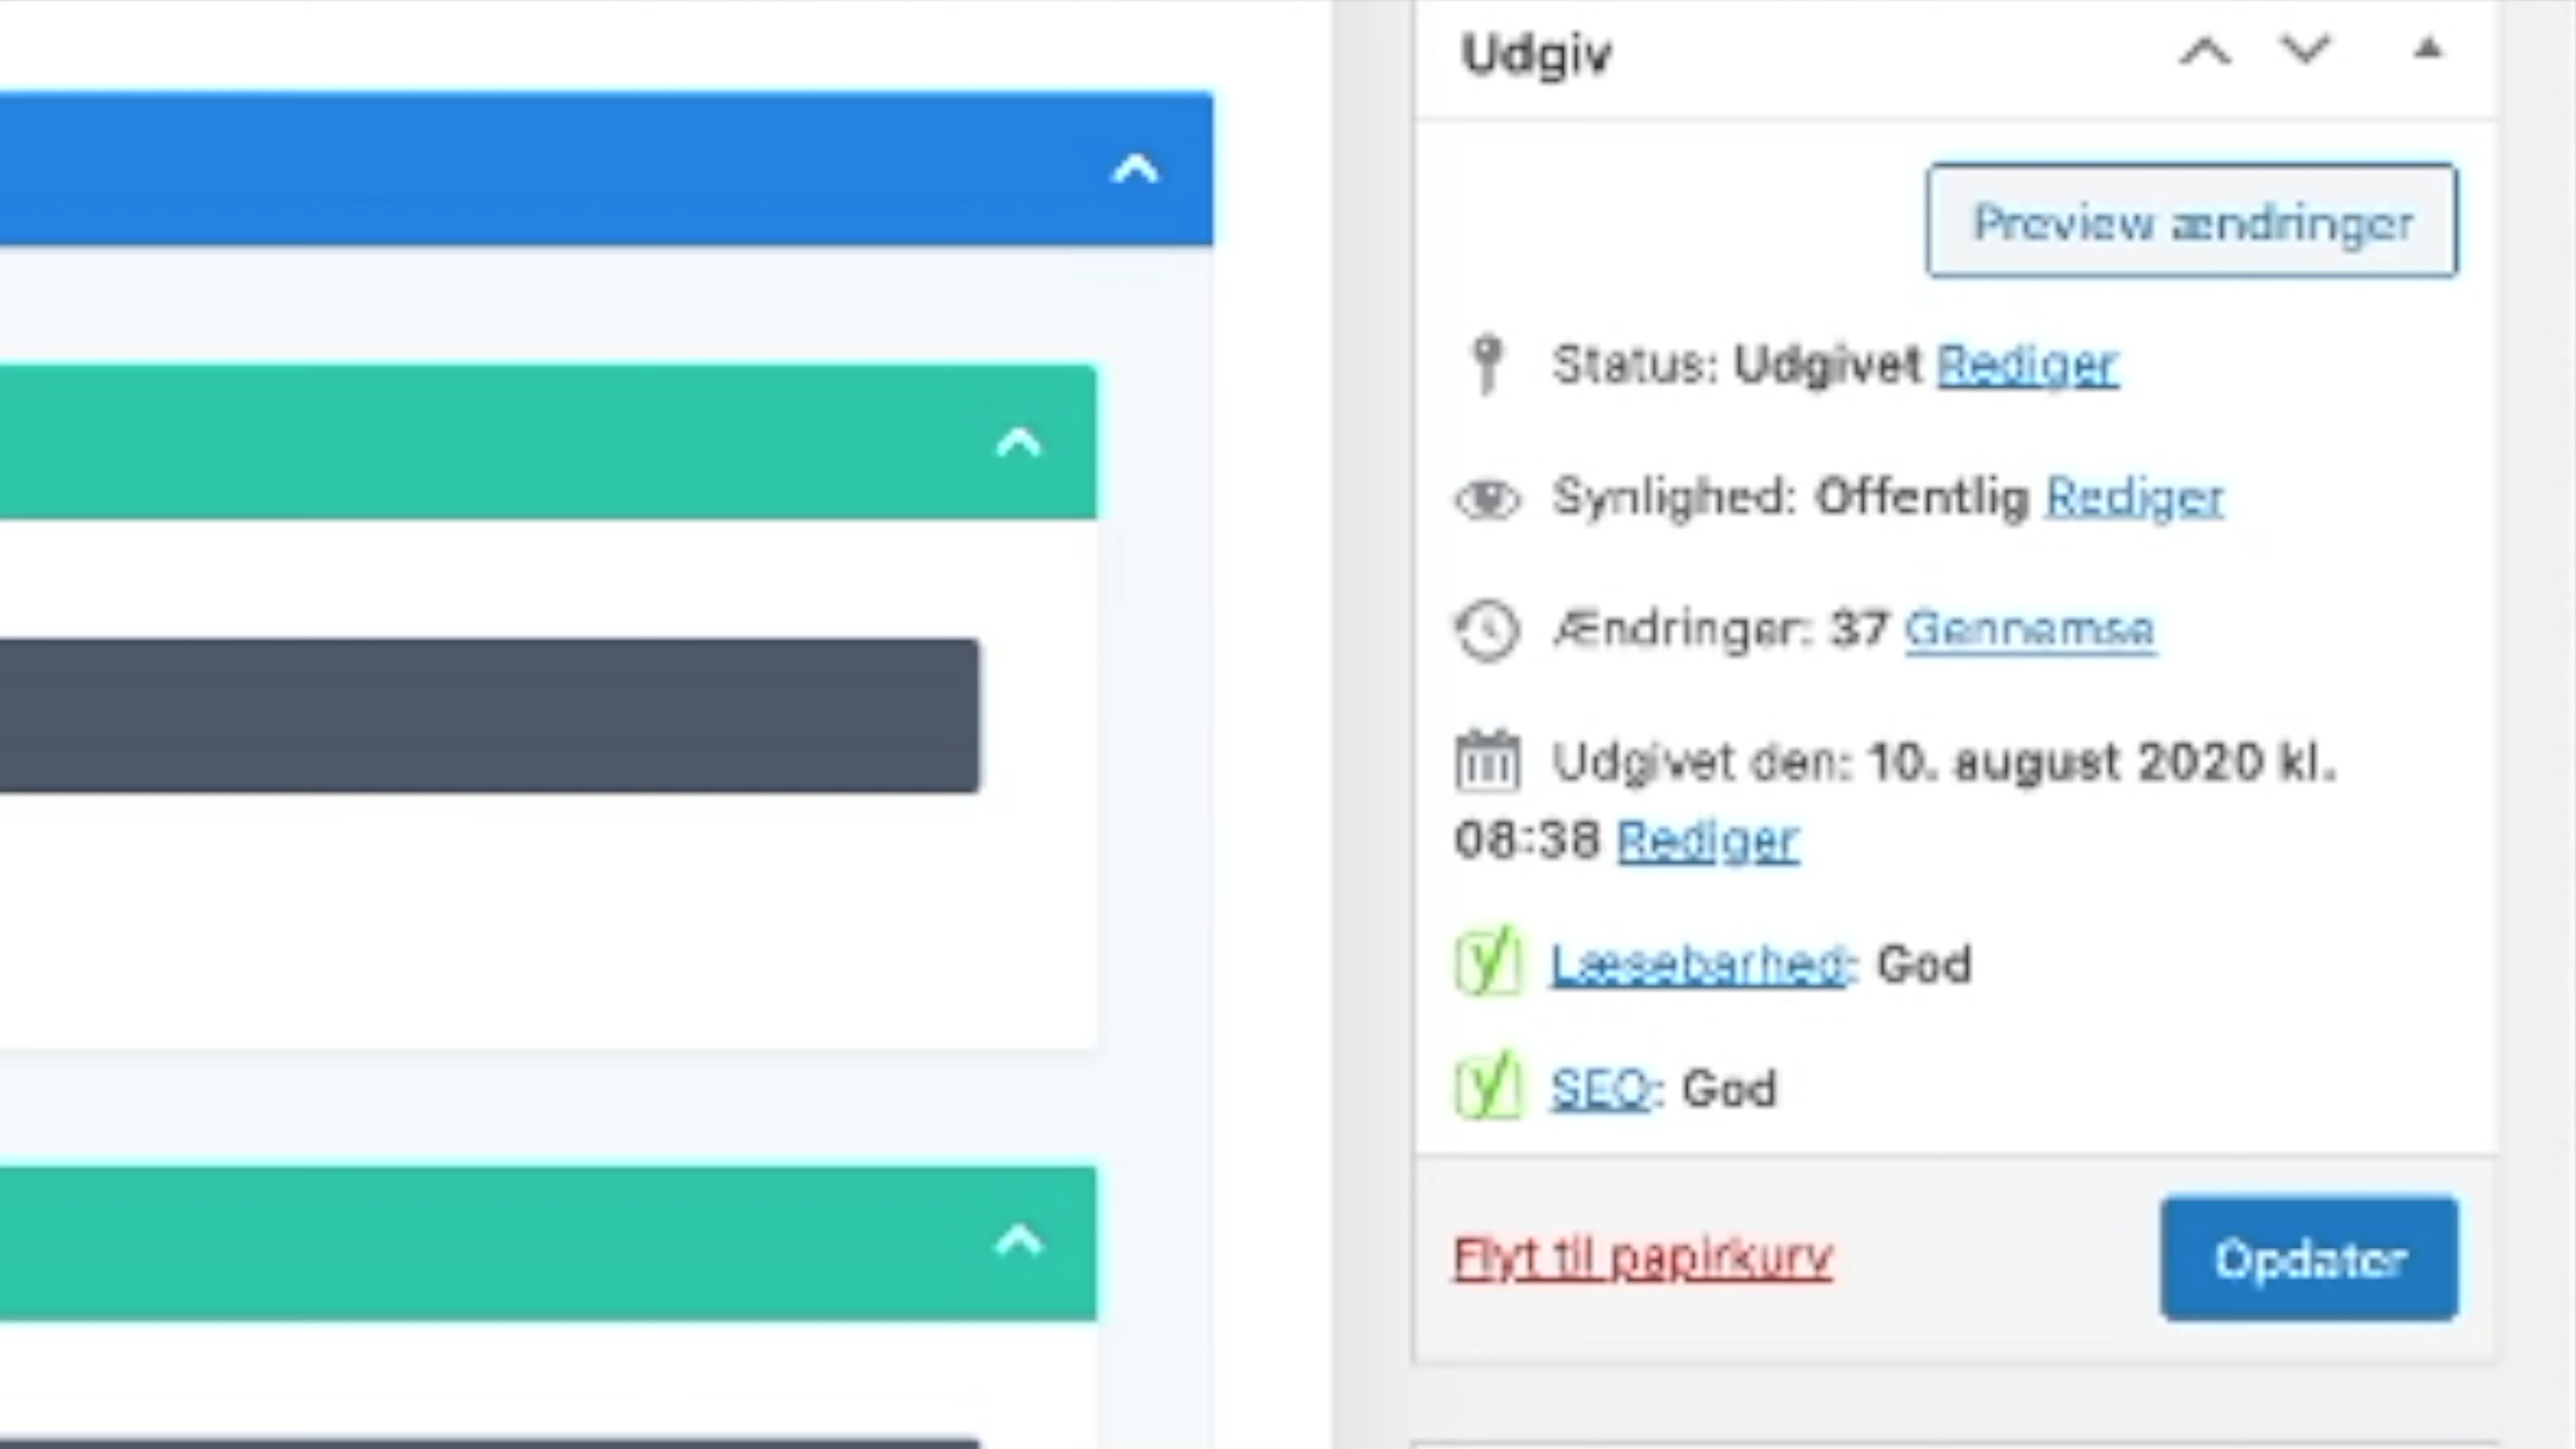 Udgiv
Preview ændringer
Status: Udgivet Rediger
Synlighed: Offentlig Rediger
Ændringer: 37 Gennemse
Udgivet den: 10. august 2020 kl.
08:38 Rediger
Læsebarhed: God
SEO: God
Flyt til papirkurv
Opdater